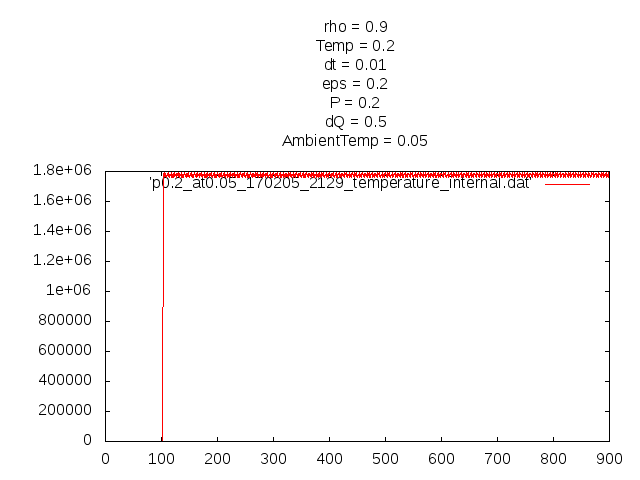 rho = 0.9
Temp = 0.2
dt = 0.01
eps = 0.2
P = 0.2
dQ = 0.5
AmbientTemp = 0.05
1.8e+06
'p0.2_at0.05_170205_2129_temperature_internal.dat'
1.6e+06
1.4e+06
1.2e+06
1e+06
800000
600000
400000
200000
0
0 100 200 300 400 500 600 700 800 900